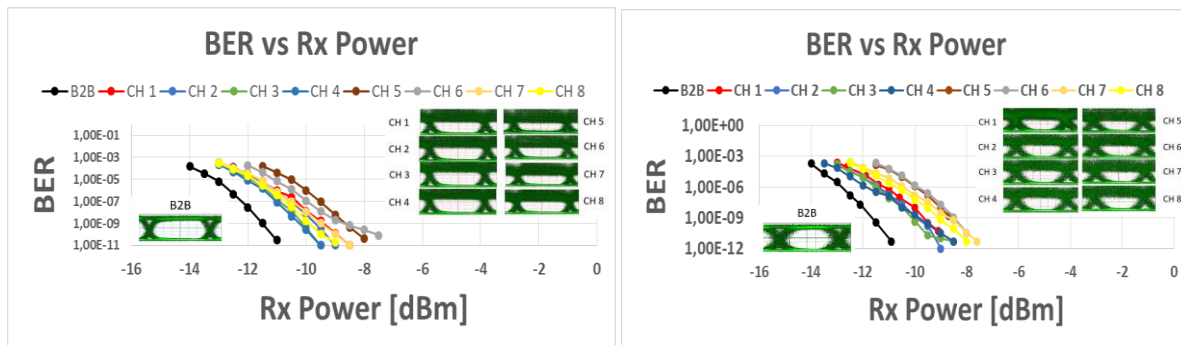 BER vs Rx Power
B2B CH 1 CH 2 CH 3 CH 4 CH 5 CH 6 CH 7 CH 8
CH 1 CH 5
CH 2 CH 6
CH 3 CH 7
CH 4 CH 8
1,00E-01
1,00E-03
1,00E-05
1,00E-07
1,00E-09
1,00E-11
BER
B2B
-16 -14 -12 -10 -8 -6 -4 -2 0
Rx Power [dBm]
BER vs Rx Power
B2B CH 1 CH 2 CH 3 CH 4 CH 5 CH 6 CH 7 CH 8
CH 1 CH 5
CH 2 CH 6
CH 3 CH 7
CH 4 CH 8
1,00E+00
1,00E-03
1,00E-06
1,00E-09
1,00E-12
BER
B2B
-16 -14 -12 -10 -8 -6 -4 -2 0
Rx Power [dBm]